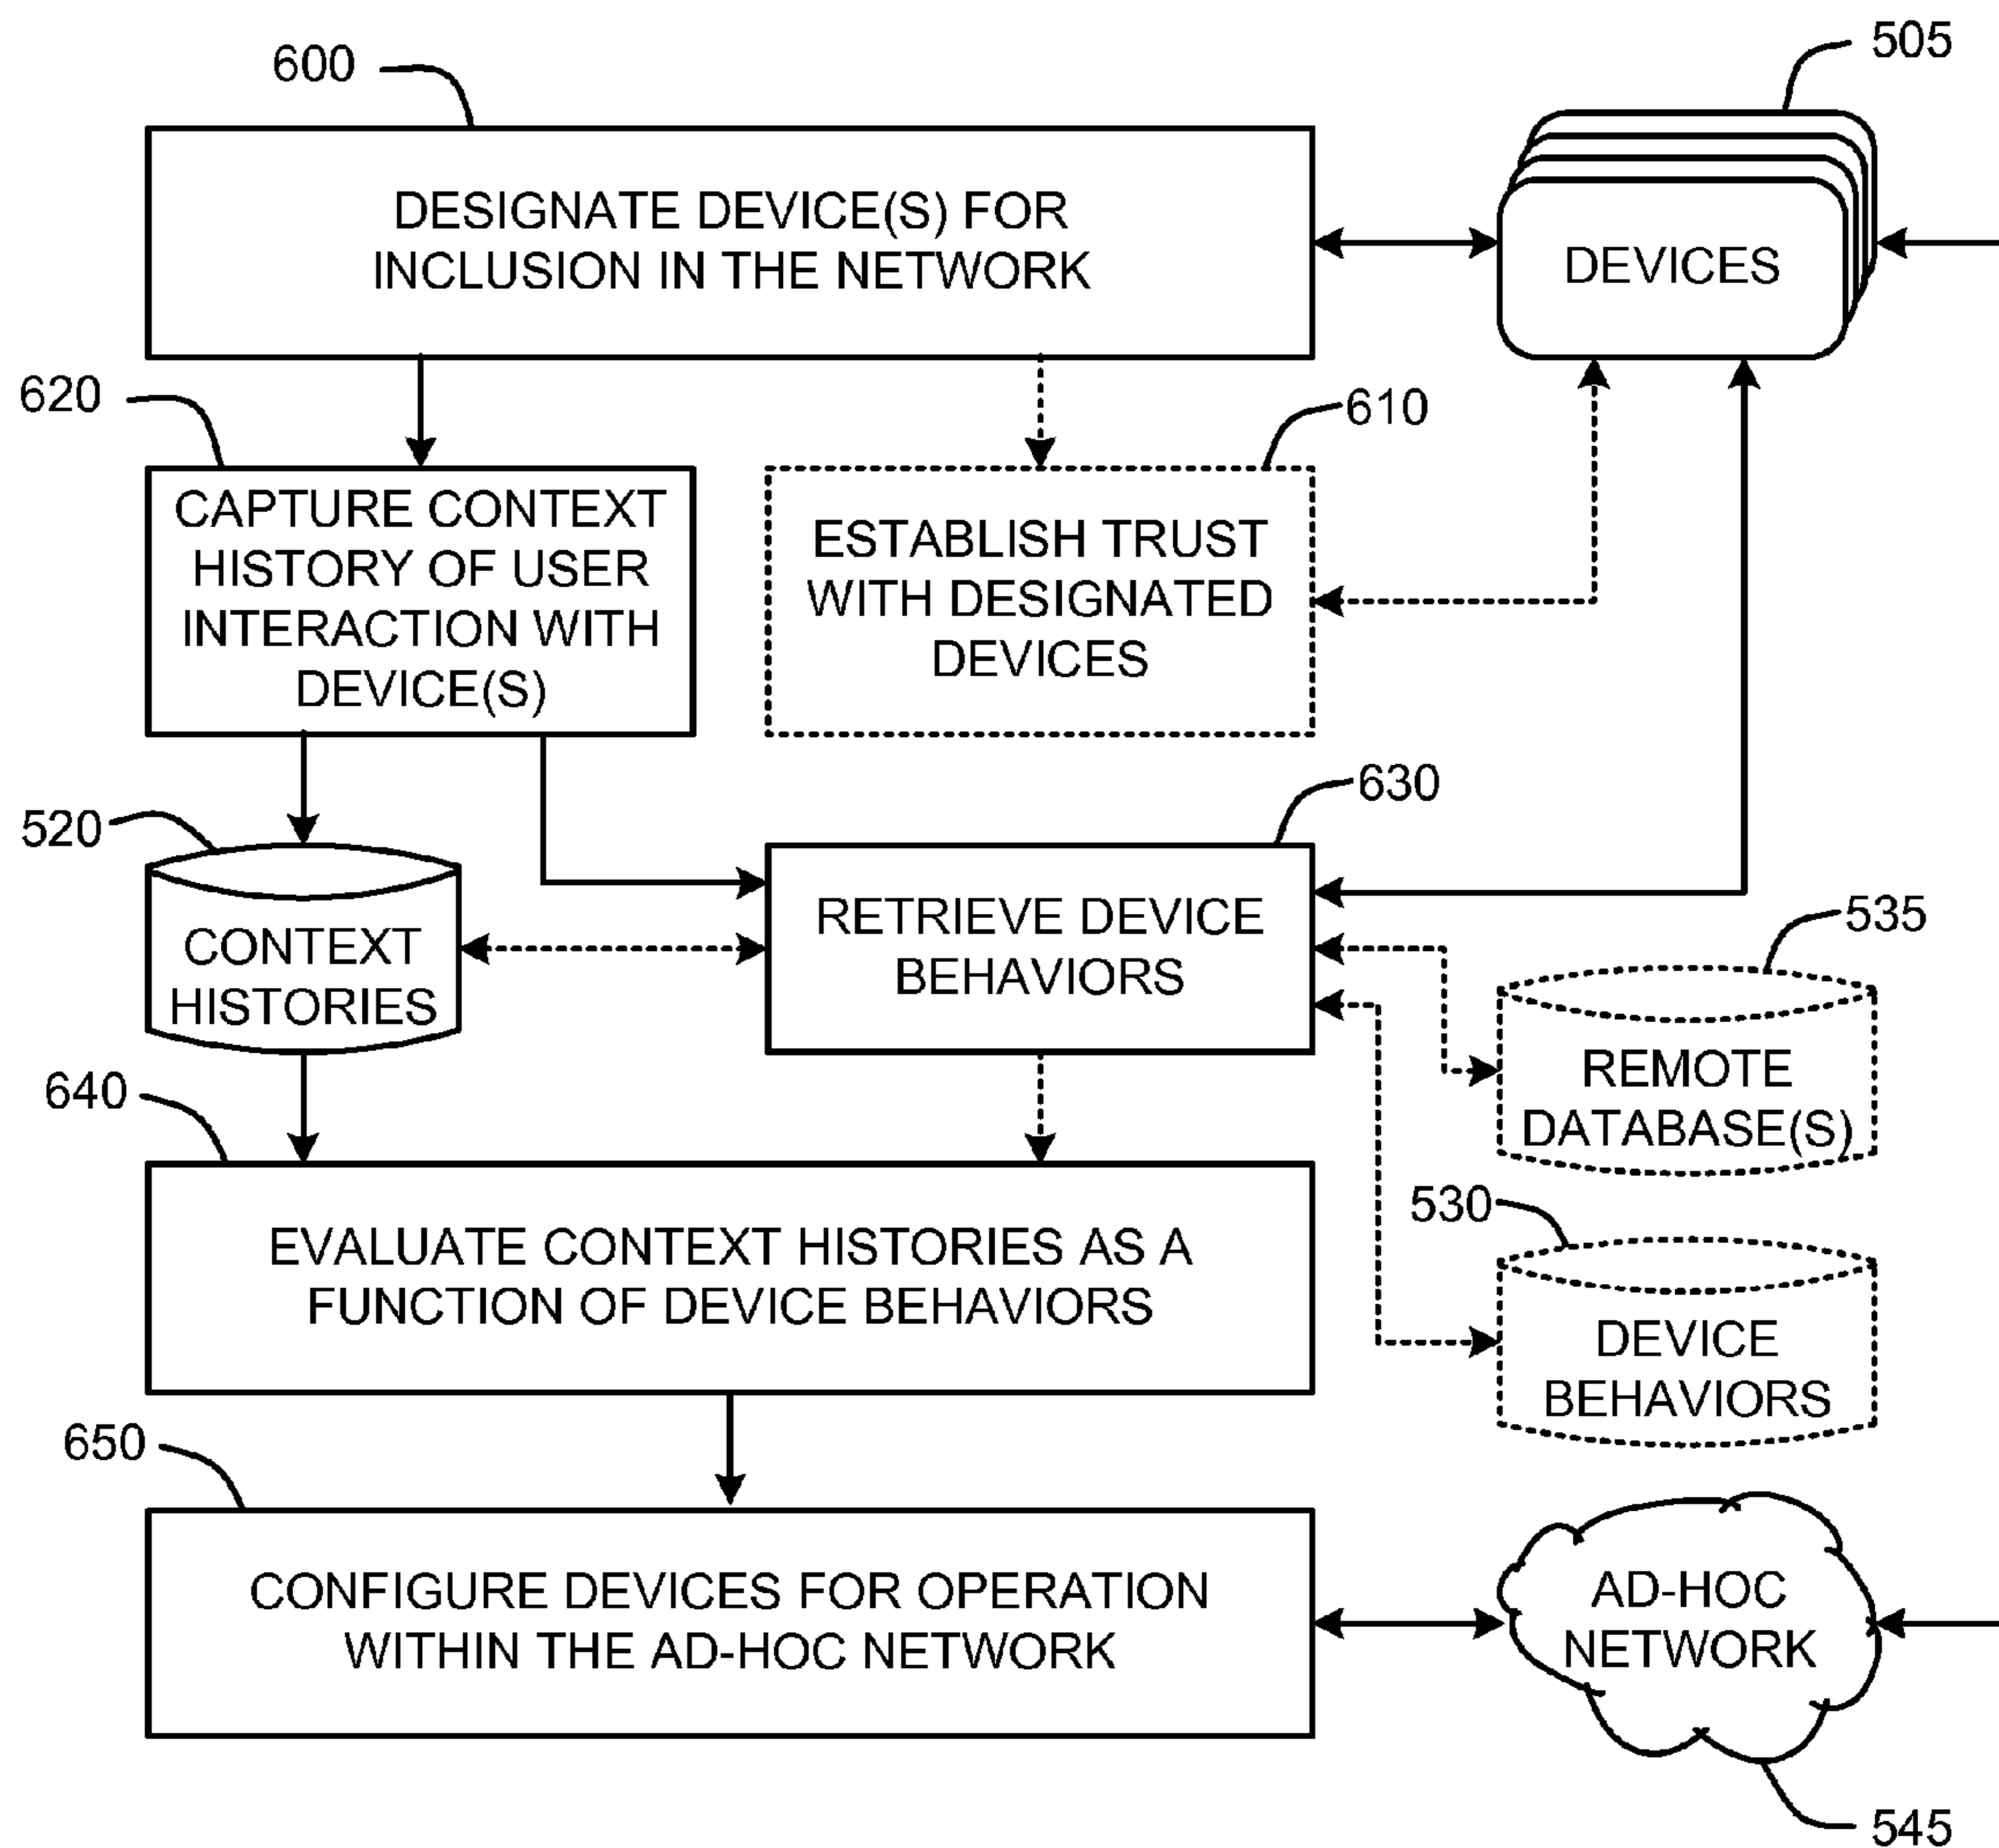 600
505
DESIGNATE DEVICE(S) FOR
INCLUSION IN THE NETWORK
DEVICES
620
610
CAPTURE CONTEXT
HISTORY OF USER
INTERACTION WITH
DEVICE(S)
ESTABLISH TRUST
WITH DESIGNATED
DEVICES
520
630
CONTEXT
HISTORIES
RETRIEVE DEVICE
BEHAVIORS
535
REMOTE
DATABASE(S)
640
530
EVALUATE CONTEXT HISTORIES AS A
FUNCTION OF DEVICE BEHAVIORS
DEVICE
BEHAVIORS
650
CONFIGURE DEVICES FOR OPERATION
WITHIN THE AD-HOC NETWORK
AD-HOC
NETWORK
545